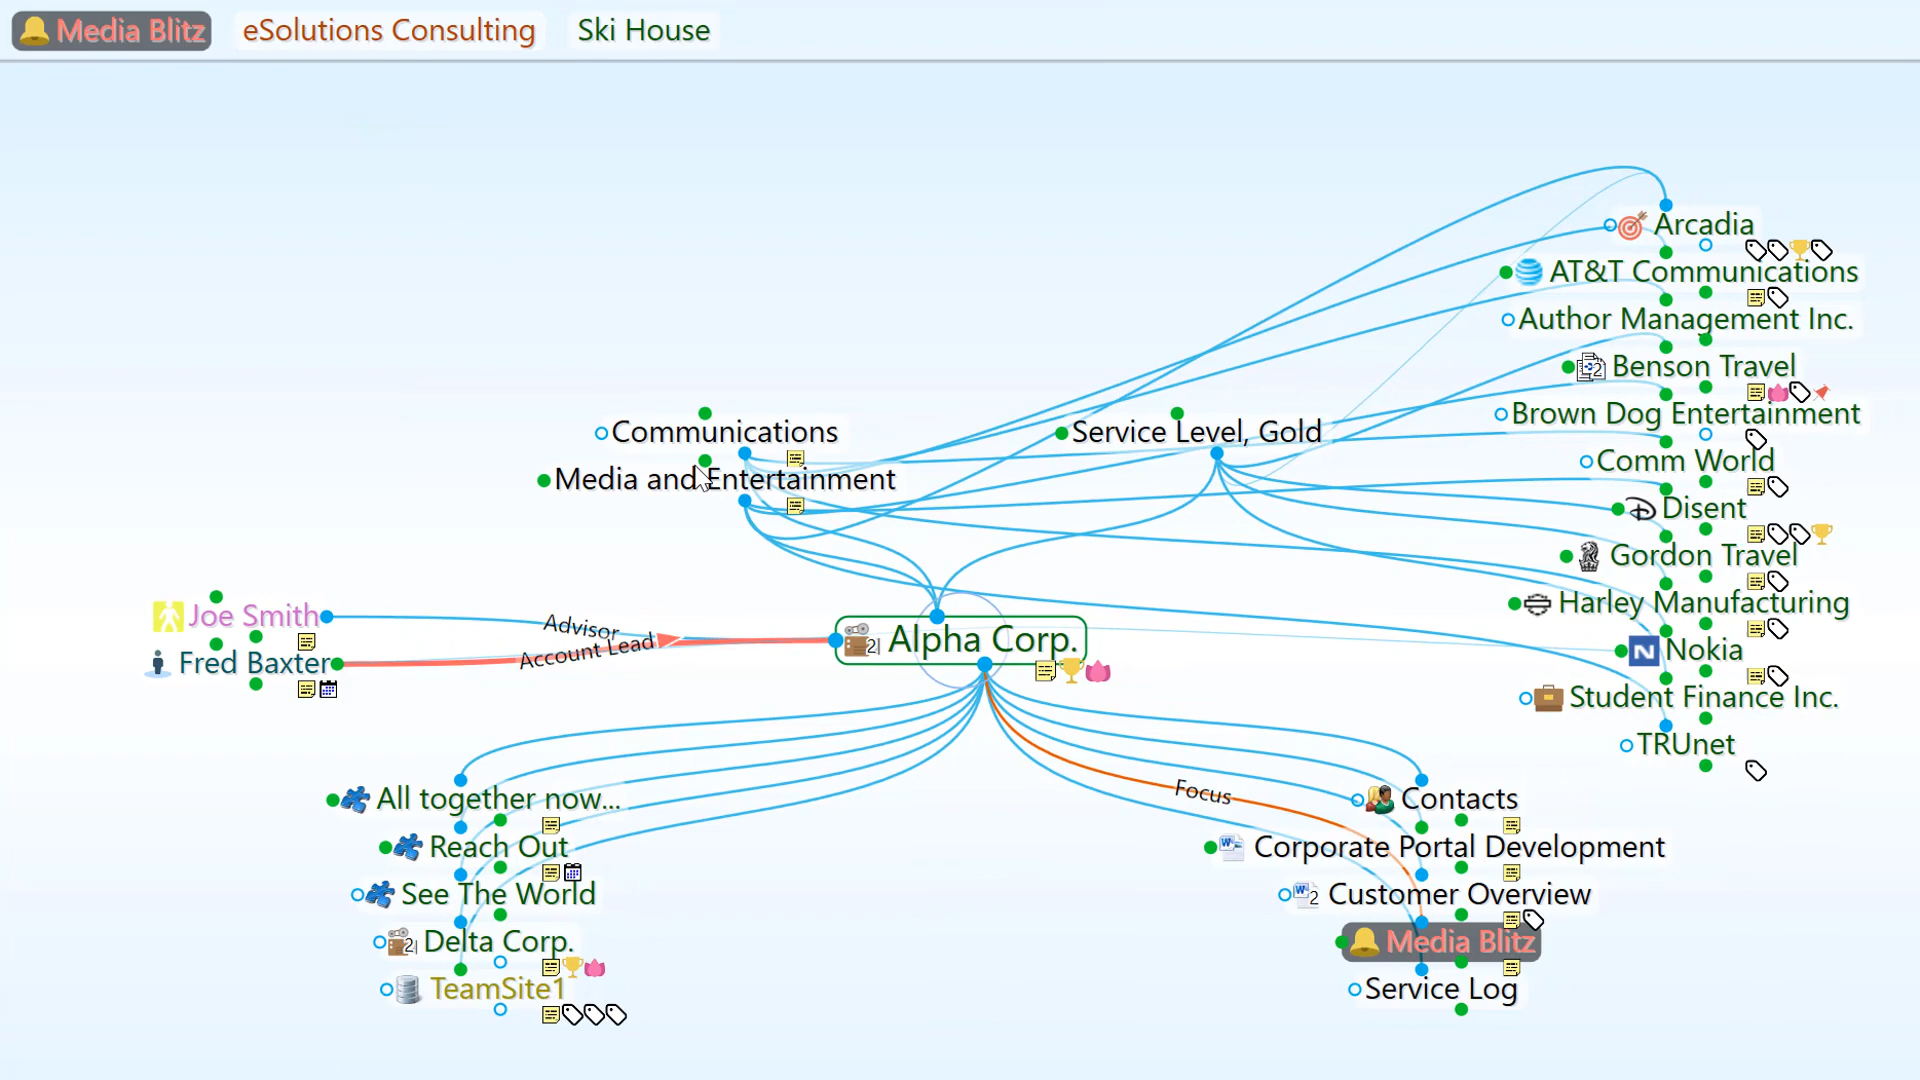 Media Blitz
eSolutions Consulting
Ski House
Arcadia
AT&T Communications
Author Management Inc.
Benson Travel
Brown Dog Entertainment
Comm World
Disent
Gordon Travel
Harley Manufacturing
Nokia
Student Finance Inc.
TRUnet
Communications
Service Level, Gold
Media and Entertainment
Joe Smith
Advisor
Account Lead
Fred Baxter
Alpha Corp.
Focus
All together now...
Reach Out
See The World
Delta Corp.
TeamSite1
Contacts
Corporate Portal Development
Customer Overview
Media Blitz
Service Log